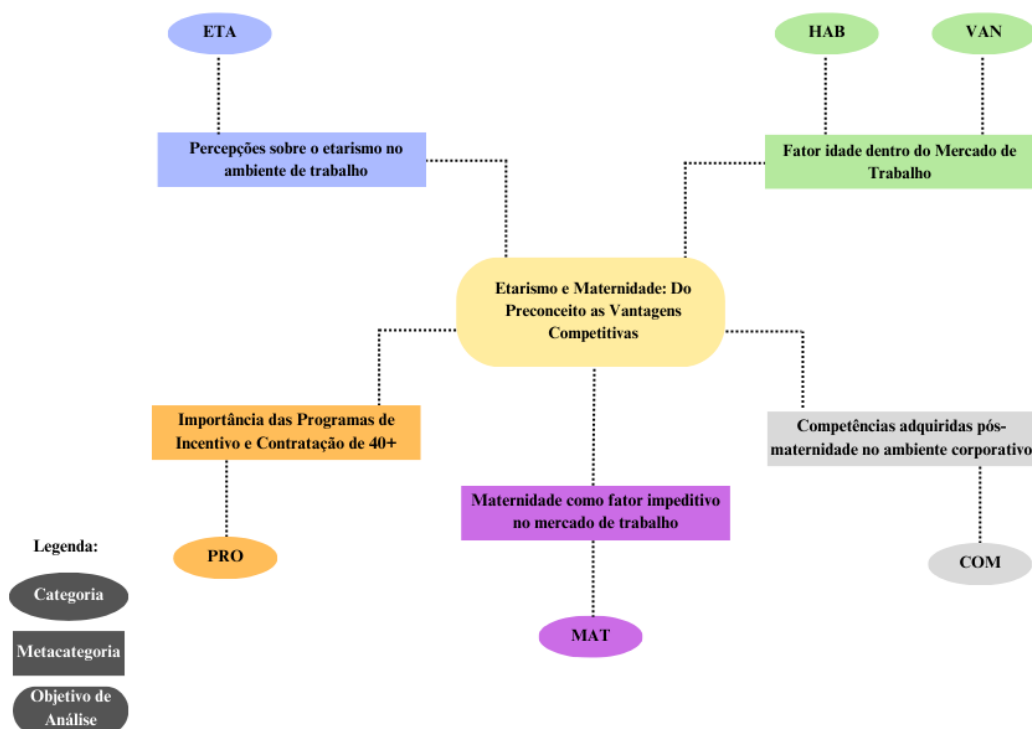 ETA
HAB
VAN
Percepções sobre o etarismo no
ambiente de trabalho
Fator idade dentro do Mercado de
Trabalho
Etarismo e Maternidade: Do
Preconceito as Vantagens
Competitivas
Importância das Programas de
Incentivo e Contratação de 40+
Competências adquiridas pós-
maternidade no ambiente corporativo
Maternidade como fator impeditivo
no mercado de trabalho
PRO
COM
MAT
Legenda:
Categoria
Metacategoria
Objetivo de
Análise